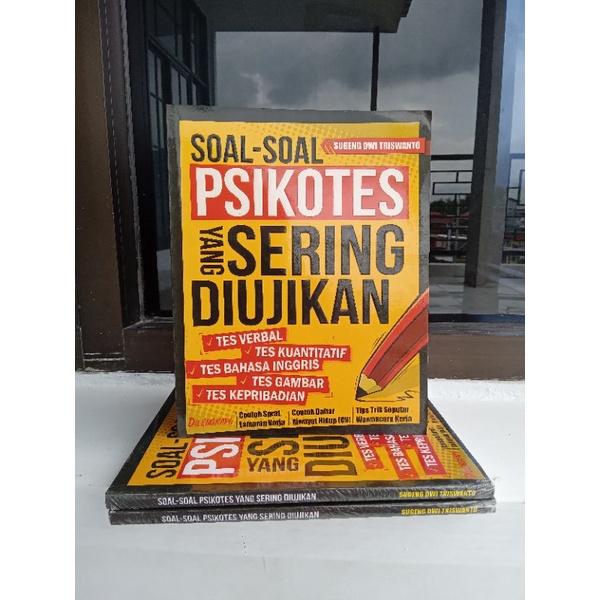 SOAL-SOAL
SUGENG DWI TRISWANTO
PSIKOTES
YANG SERING
DIUJIKAN
TES VERBAL
TES KUANTITATIF
TES BAHASA INGGRIS
TES GAMBAR
TES KEPRIBADIAN
DILENGKAPI:
Contoh Surat Lamaran Kerja
Contoh Daftar Riwayat Hidup (CV)
Tips Trik Seputar Wawancara Kerja
SOAL-SOAL PSIKOTES YANG SERING DIUJIKAN SUGENG DWI TRISWANTO
SOAL-SOAL PSIKOTES YANG SERING DIUJIKAN SUGENG DWI TRISWANTO